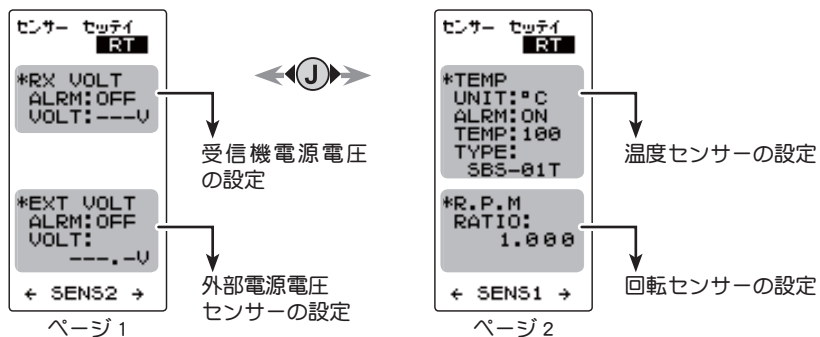 センサー セッテイ
RT
*RX VOLT
ALRM:OFF
VOLT:---V
受信機電源電圧
の設定
*EXT VOLT
ALRM:OFF
VOLT:
---.-V
外部電源電圧
センサーの設定
← SENS2 →
ページ 1
J
センサー セッテイ
RT
*TEMP
UNIT:°C
ALRM:ON
TEMP:100
TYPE:
SBS-01T
温度センサーの設定
*R.P.M
RATIO:
1.000
回転センサーの設定
← SENS1 →
ページ 2